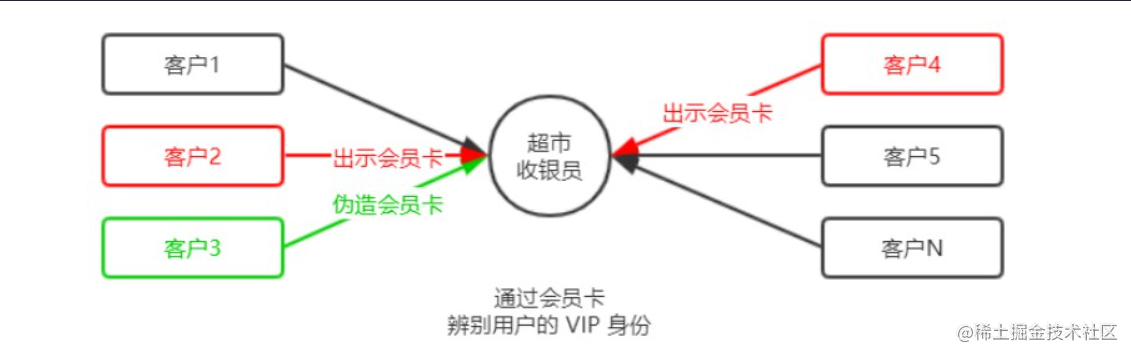 客户1
客户2
客户3
出示会员卡
伪造会员卡
超市
收银员
出示会员卡
客户4
客户5
客户N
通过会员卡
辨别用户的 VIP 身份
@稀土掘金技术社区